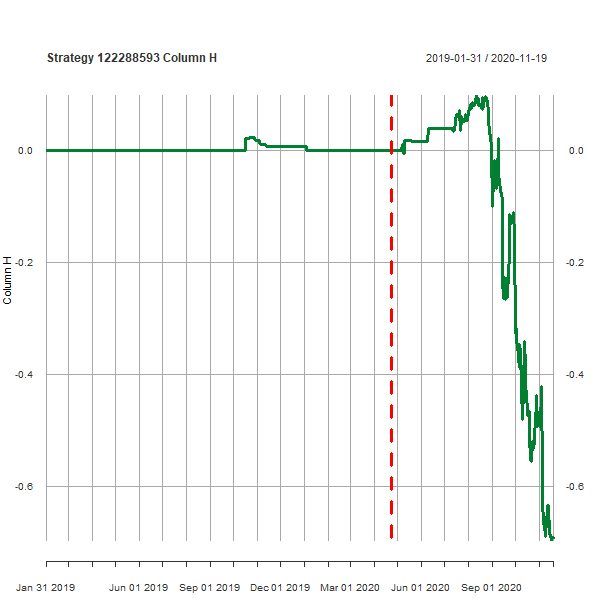 Strategy 122288593 Column H
2019-01-31 / 2020-11-19
0.0
0.0
-0.2
-0.2
-0.4
-0.4
-0.6
-0.6
Column H
Jan 31 2019
Jun 01 2019
Sep 01 2019
Dec 01 2019
Mar 01 2020
Jun 01 2020
Sep 01 2020